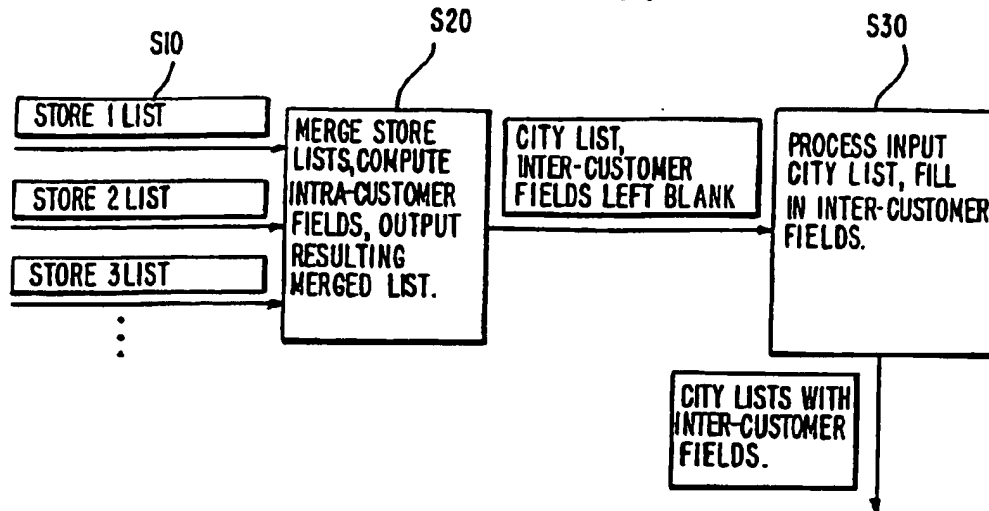 S10
S20
S30
STORE 1 LIST
STORE 2 LIST
STORE 3 LIST
MERGE STORE
LISTS, COMPUTE
INTRA-CUSTOMER
FIELDS, OUTPUT
RESULTING
MERGED LIST.
CITY LIST,
INTER-CUSTOMER
FIELDS LEFT BLANK
PROCESS INPUT
CITY LIST, FILL
IN INTER-CUSTOMER
FIELDS.
CITY LISTS WITH
INTER-CUSTOMER
FIELDS.